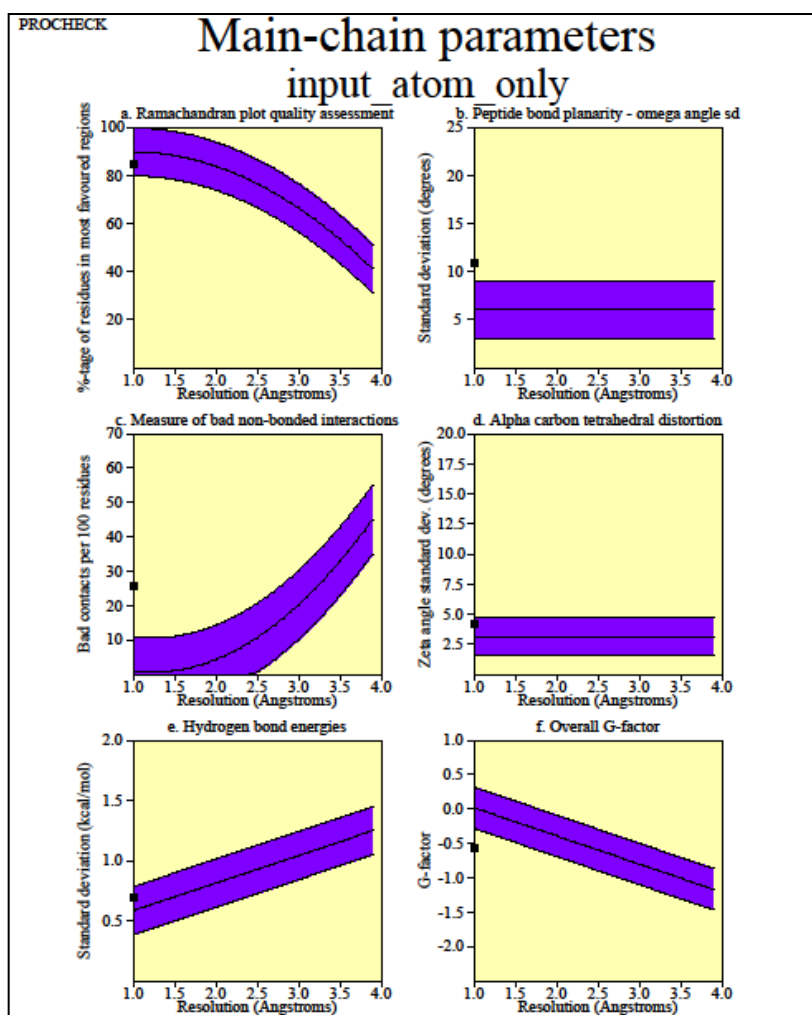 PROCHECK
Main-chain parameters
input_atom_only
a. Ramachandran plot quality assessment
%-tage of residues in most favoured regions
100
80
60
40
20
1.0 1.5 2.0 2.5 3.0 3.5 4.0
Resolution (Angstroms)
b. Peptide bond planarity - omega angle sd
Standard deviation (degrees)
25
20
15
10
5
1.0 1.5 2.0 2.5 3.0 3.5 4.0
Resolution (Angstroms)
c. Measure of bad non-bonded interactions
Bad contacts per 100 residues
70
60
50
40
30
20
10
1.0 1.5 2.0 2.5 3.0 3.5 4.0
Resolution (Angstroms)
d. Alpha carbon tetrahedral distortion
Zeta angle standard dev. (degrees)
20.0
17.5
15.0
12.5
10.0
7.5
5.0
2.5
1.0 1.5 2.0 2.5 3.0 3.5 4.0
Resolution (Angstroms)
e. Hydrogen bond energies
Standard deviation (kcal/mol)
2.0
1.5
1.0
0.5
1.0 1.5 2.0 2.5 3.0 3.5 4.0
Resolution (Angstroms)
f. Overall G-factor
G-factor
1.0
0.5
0.0
-0.5
-1.0
-1.5
-2.0
1.0 1.5 2.0 2.5 3.0 3.5 4.0
Resolution (Angstroms)